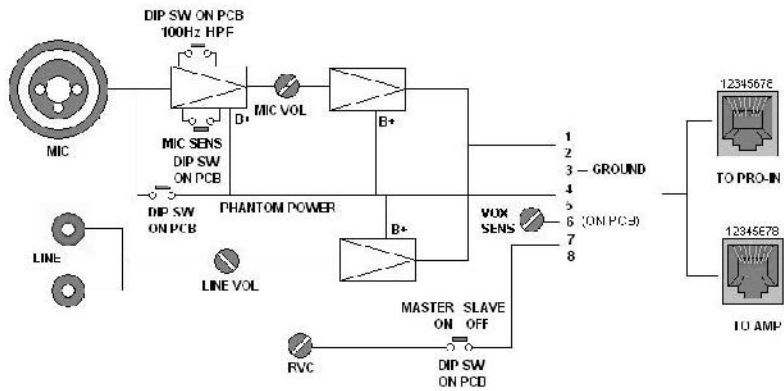 DIP SW ON PCB
100Hz HPF
MIC
B+
MIC SENS
DIP SW
ON PCB
MIC VOL
B+
DIP SW
ON PCB
PHANTOM POWER
B+
LINE
LINE VOL
1
2
3 – GROUND
4
5
VOX
SENS
6 (ON PCB)
7
8
MASTER SLAVE
ON OFF
RVC
DIP SW
ON PCB
12345678
TO PRO-IN
12345678
TO AMP